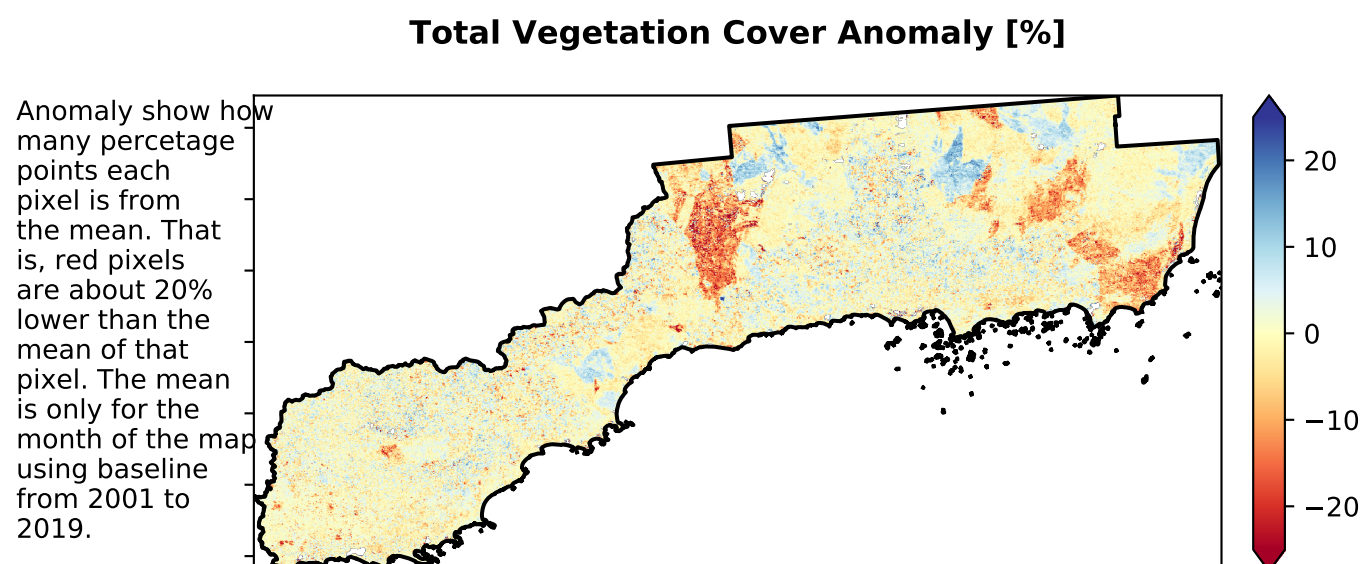 Total Vegetation Cover Anomaly [%]
Anomaly show how
many percetage
points each
pixel is from
the mean. That
is, red pixels
are about 20%
lower than the
mean of that
pixel. The mean
is only for the
month of the map
using baseline
from 2001 to
2019.
20
10
0
−10
−20